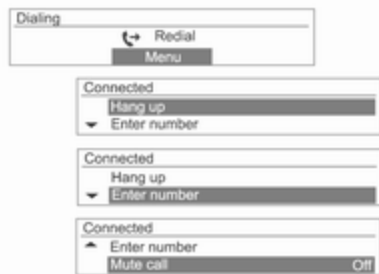 Dialing
Redial
Menu
Connected
Hang up
Enter number
Connected
Hang up
Enter number
Connected
Enter number
Mute call Off